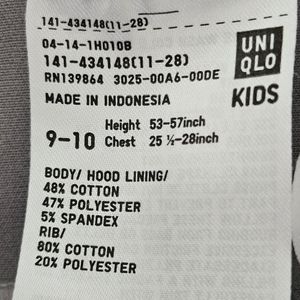 141-434148(11-28)
04-14-1H010B
141-434148(11-28)
RN139864 3025-00A6-00DE
MADE IN INDONESIA
UNI
QLO
KIDS
9-10
Height 53-57inch
Chest 25 ½-28inch
BODY/ HOOD LINING/
48% COTTON
47% POLYESTER
5% SPANDEX
RIB/
80% COTTON
20% POLYESTER